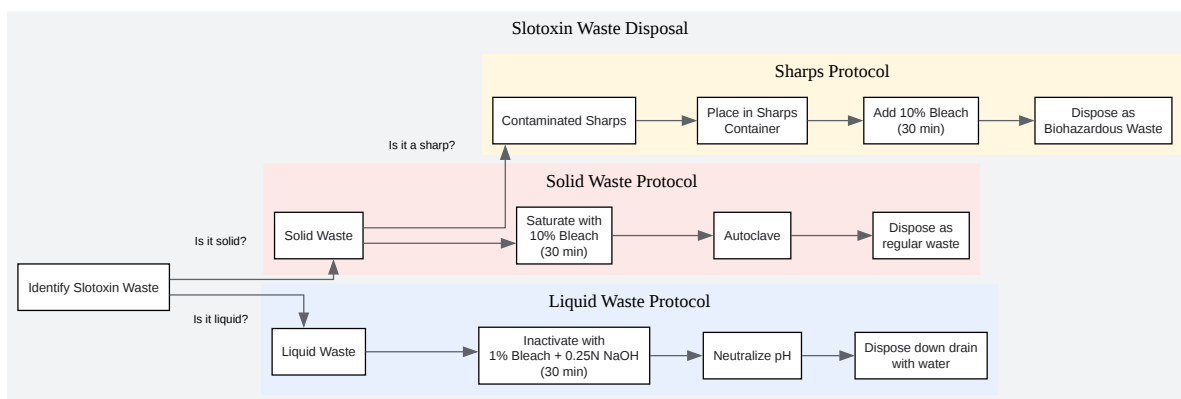 Slotoxin Waste Disposal
Sharps Protocol
Contaminated Sharps
Place in Sharps
Container
Add 10% Bleach
(30 min)
Dispose as
Biohazardous Waste
Is it a sharp?
Solid Waste Protocol
Is it solid?
Solid Waste
Saturate with
10% Bleach
(30 min)
Autoclave
Dispose as
regular waste
Identify Slotoxin Waste
Is it liquid?
Liquid Waste Protocol
Liquid Waste
Inactivate with
1% Bleach + 0.25N NaOH
(30 min)
Neutralize pH
Dispose down drain
with water